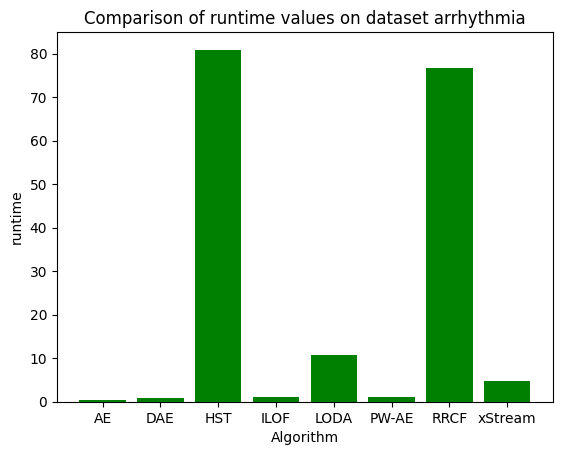 Comparison of runtime values on dataset arrhythmia
80
70
60
50
40
30
20
10
0
runtime
AE DAE HST ILOF LODA PW-AE RRCF xStream
Algorithm